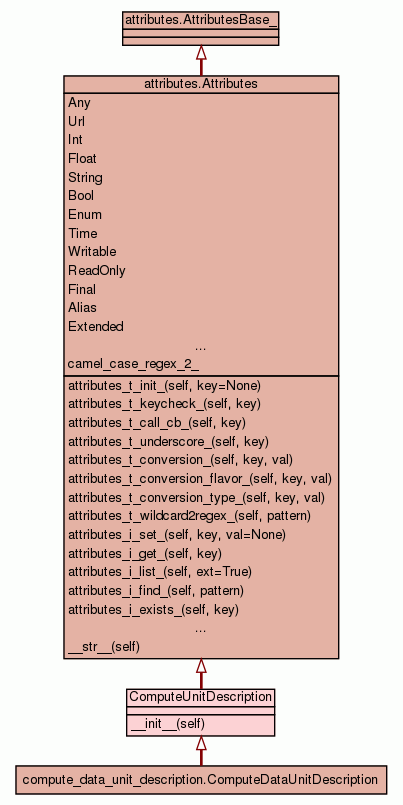 attributes.AttributesBase_
attributes.Attributes
Any
Url
Int
Float
String
Bool
Enum
Time
Writable
ReadOnly
Final
Alias
Extended
...
camel_case_regex_2_
attributes_t_init_(self, key=None)
attributes_t_keycheck_(self, key)
attributes_t_call_cb_(self, key)
attributes_t_underscore_(self, key)
attributes_t_conversion_(self, key, val)
attributes_t_conversion_flavor_(self, key, val)
attributes_t_conversion_type_(self, key, val)
attributes_t_wildcard2regex_(self, pattern)
attributes_i_set_(self, key, val=None)
attributes_i_get_(self, key)
attributes_i_list_(self, ext=True)
attributes_i_find_(self, pattern)
attributes_i_exists_(self, key)
...
__str__(self)
ComputeUnitDescription
__init__(self)
compute_data_unit_description.ComputeDataUnitDescription